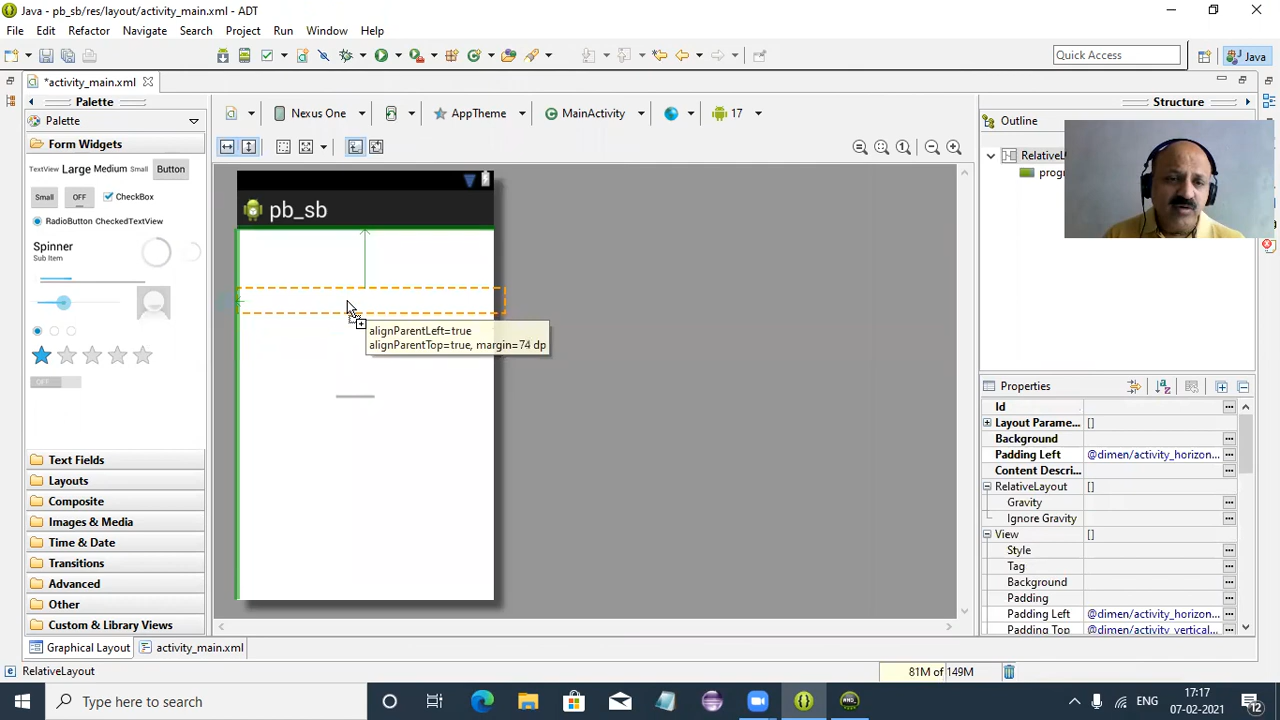 Java - pb_sb/res/layout/activity_main.xml - ADT
File Edit Refactor Navigate Search Project Run Window Help
Quick Access
Java
*activity_main.xml
Palette
Palette
Form Widgets
TextView Large Medium Small Button
Small OFF CheckBox
RadioButton CheckedTextView
Spinner
Sub Item
OFF
Text Fields
Layouts
Composite
Images & Media
Time & Date
Transitions
Advanced
Other
Custom & Library Views
Nexus One
AppTheme
MainActivity
17
pb_sb
alignParentLeft=true
alignParentTop=true, margin=74 dp
Structure
Outline
RelativeL
prog
Properties
Id
Layout Parame... []
Background
Padding Left @dimen/activity_horizon...
Content Descri...
RelativeLayout []
Gravity
Ignore Gravity
View []
Style
Tag
Background
Padding
Padding Left @dimen/activity_horizon...
Padding Top @dimen/activity_vertical...
Graphical Layout
activity_main.xml
RelativeLayout
81M of 149M
Type here to search
ENG
17:17
07-02-2021
12